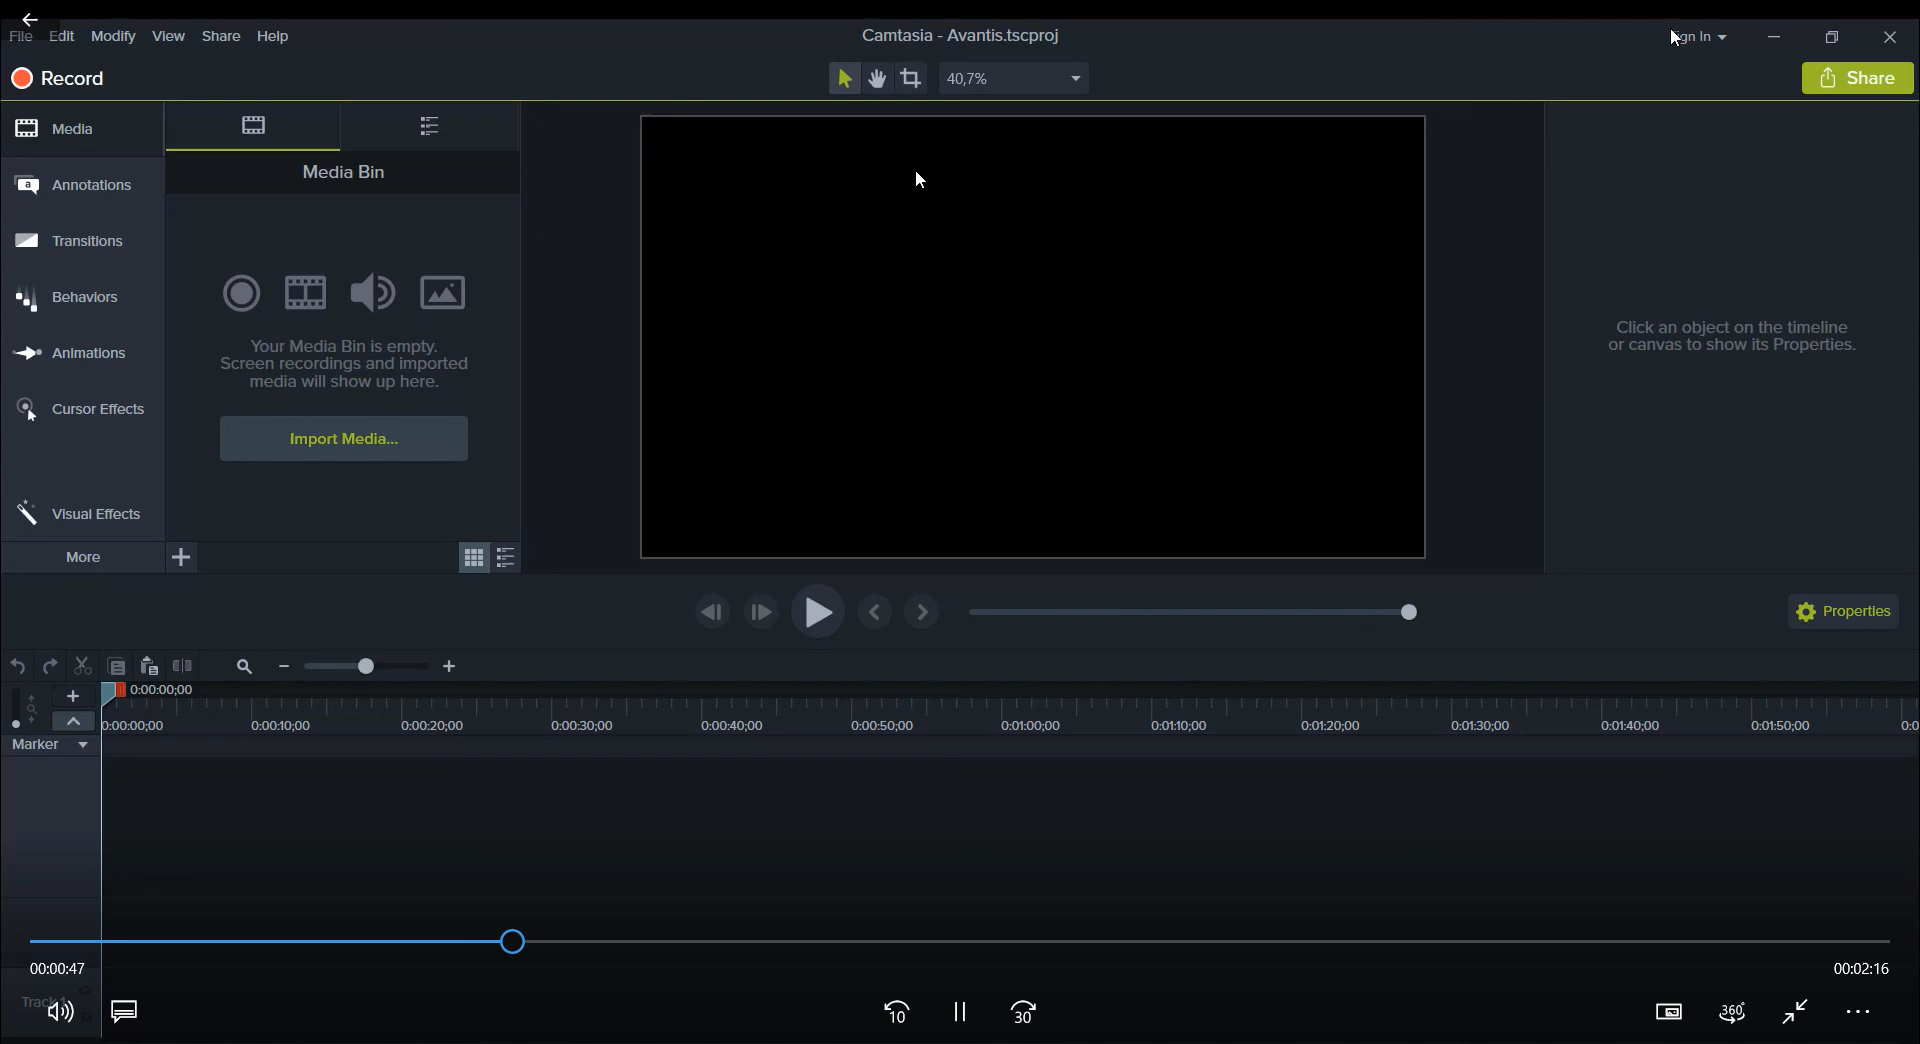 File Edit Modify View Share Help
Camtasia - Avantis.tscproj
gn In
Record
40,7%
Share
Media
Annotations
Transitions
Behaviors
Animations
Cursor Effects
Visual Effects
More
Media Bin
Your Media Bin is empty.
Screen recordings and imported
media will show up here.
Import Media...
Click an object on the timeline
or canvas to show its Properties.
Properties
0:00:00;00
0:00:00;00 0:00:10;00 0:00:20;00 0:00:30;00 0:00:40;00 0:00:50;00 0:01:00;00 0:01:10;00 0:01:20;00 0:01:30;00 0:01:40;00 0:01:50;00 0:0
Marker
00:00:47
00:02:16
Track 1
10
30
360°